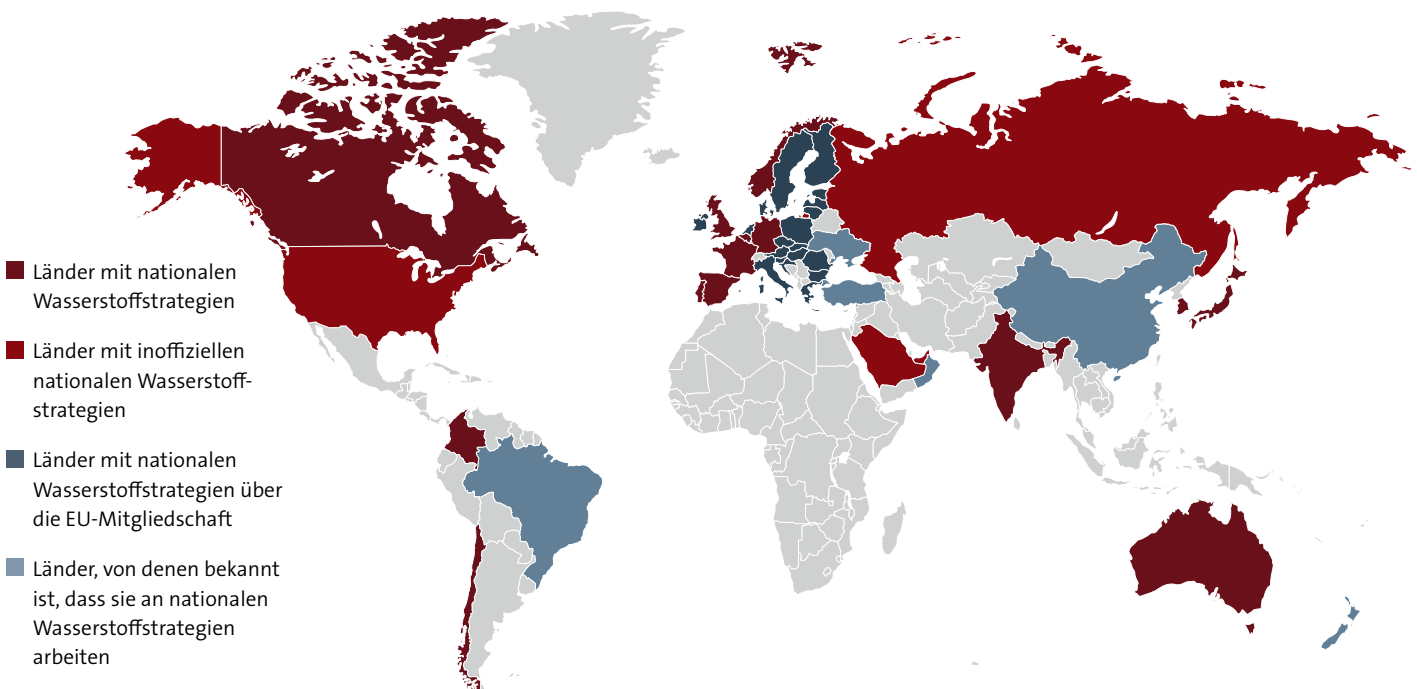 Länder mit nationalen
Wasserstoffstrategien
Länder mit inoffiziellen
nationalen Wasserstoff-
strategien
Länder mit nationalen
Wasserstoffstrategien über
die EU-Mitgliedschaft
Länder, von denen bekannt
ist, dass sie an nationalen
Wasserstoffstrategien
arbeiten